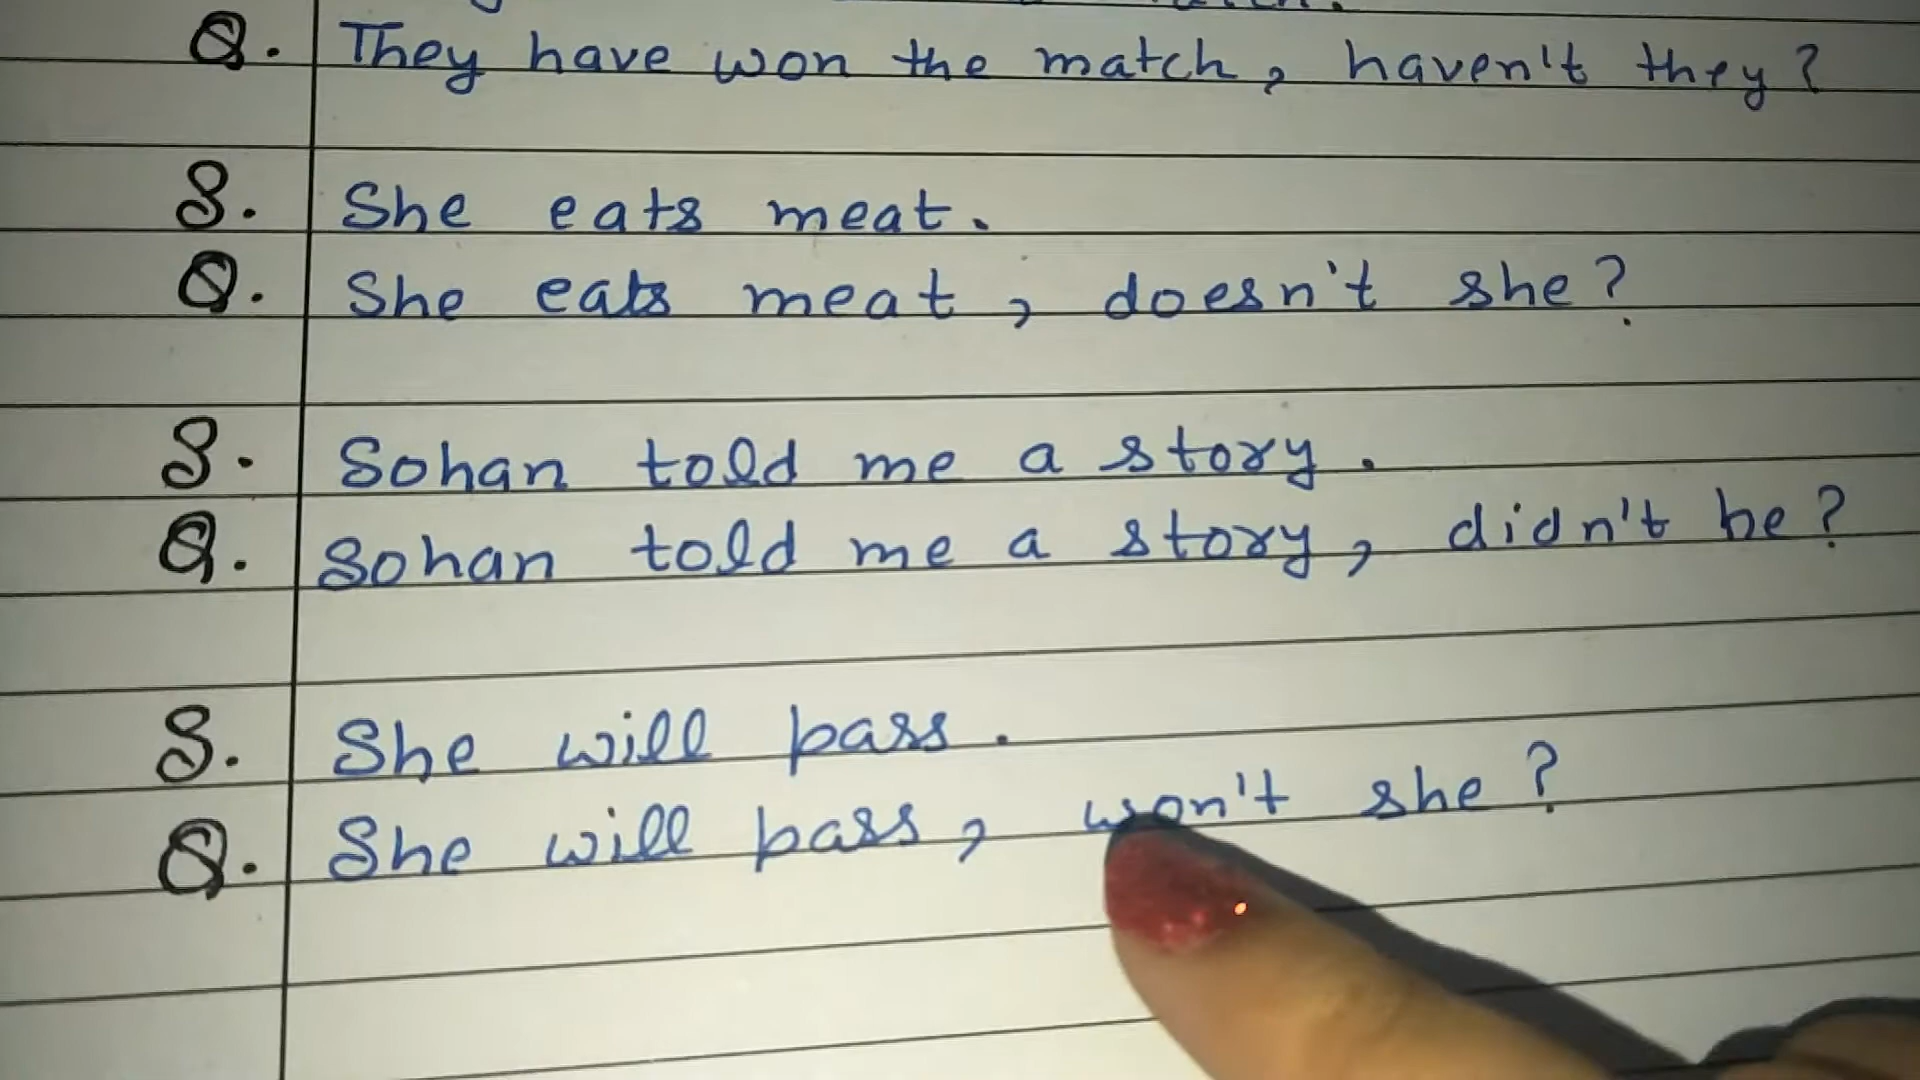 Q. They have won the match, haven't they?
S. She eats meat.
Q. She eats meat, doesn't she?
S. Sohan told me a story.
Q. Sohan told me a story, didn't he?
S. She will pass.
Q. She will pass, won't she?